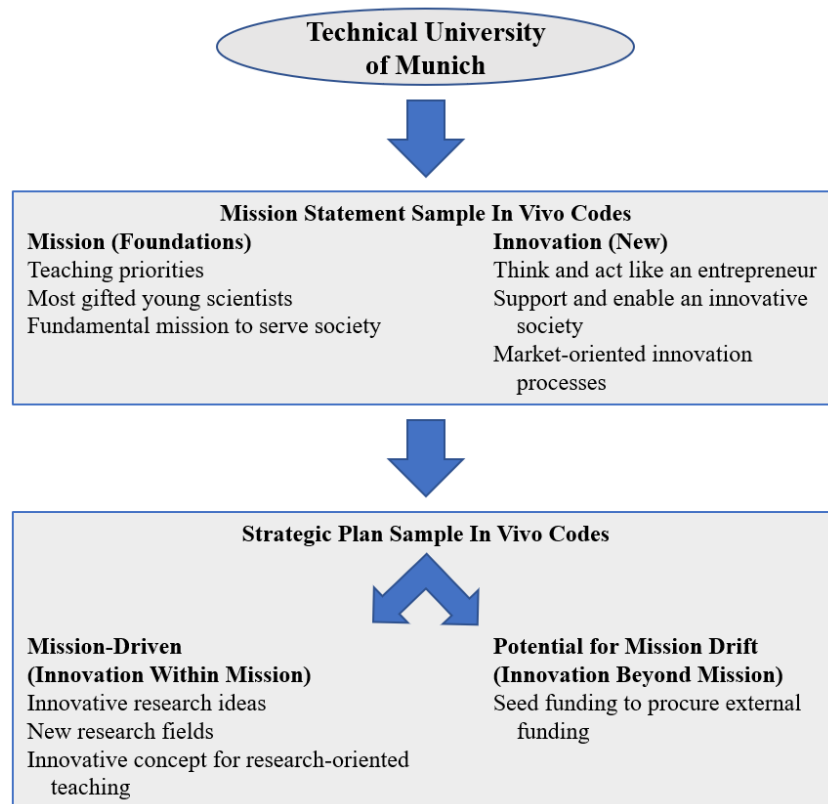 Technical University
of Munich
Mission Statement Sample In Vivo Codes
Mission (Foundations)
Teaching priorities
Most gifted young scientists
Fundamental mission to serve society
Innovation (New)
Think and act like an entrepreneur
Support and enable an innovative
society
Market-oriented innovation
processes
Strategic Plan Sample In Vivo Codes
Mission-Driven
(Innovation Within Mission)
Innovative research ideas
New research fields
Innovative concept for research-oriented
teaching
Potential for Mission Drift
(Innovation Beyond Mission)
Seed funding to procure external
funding